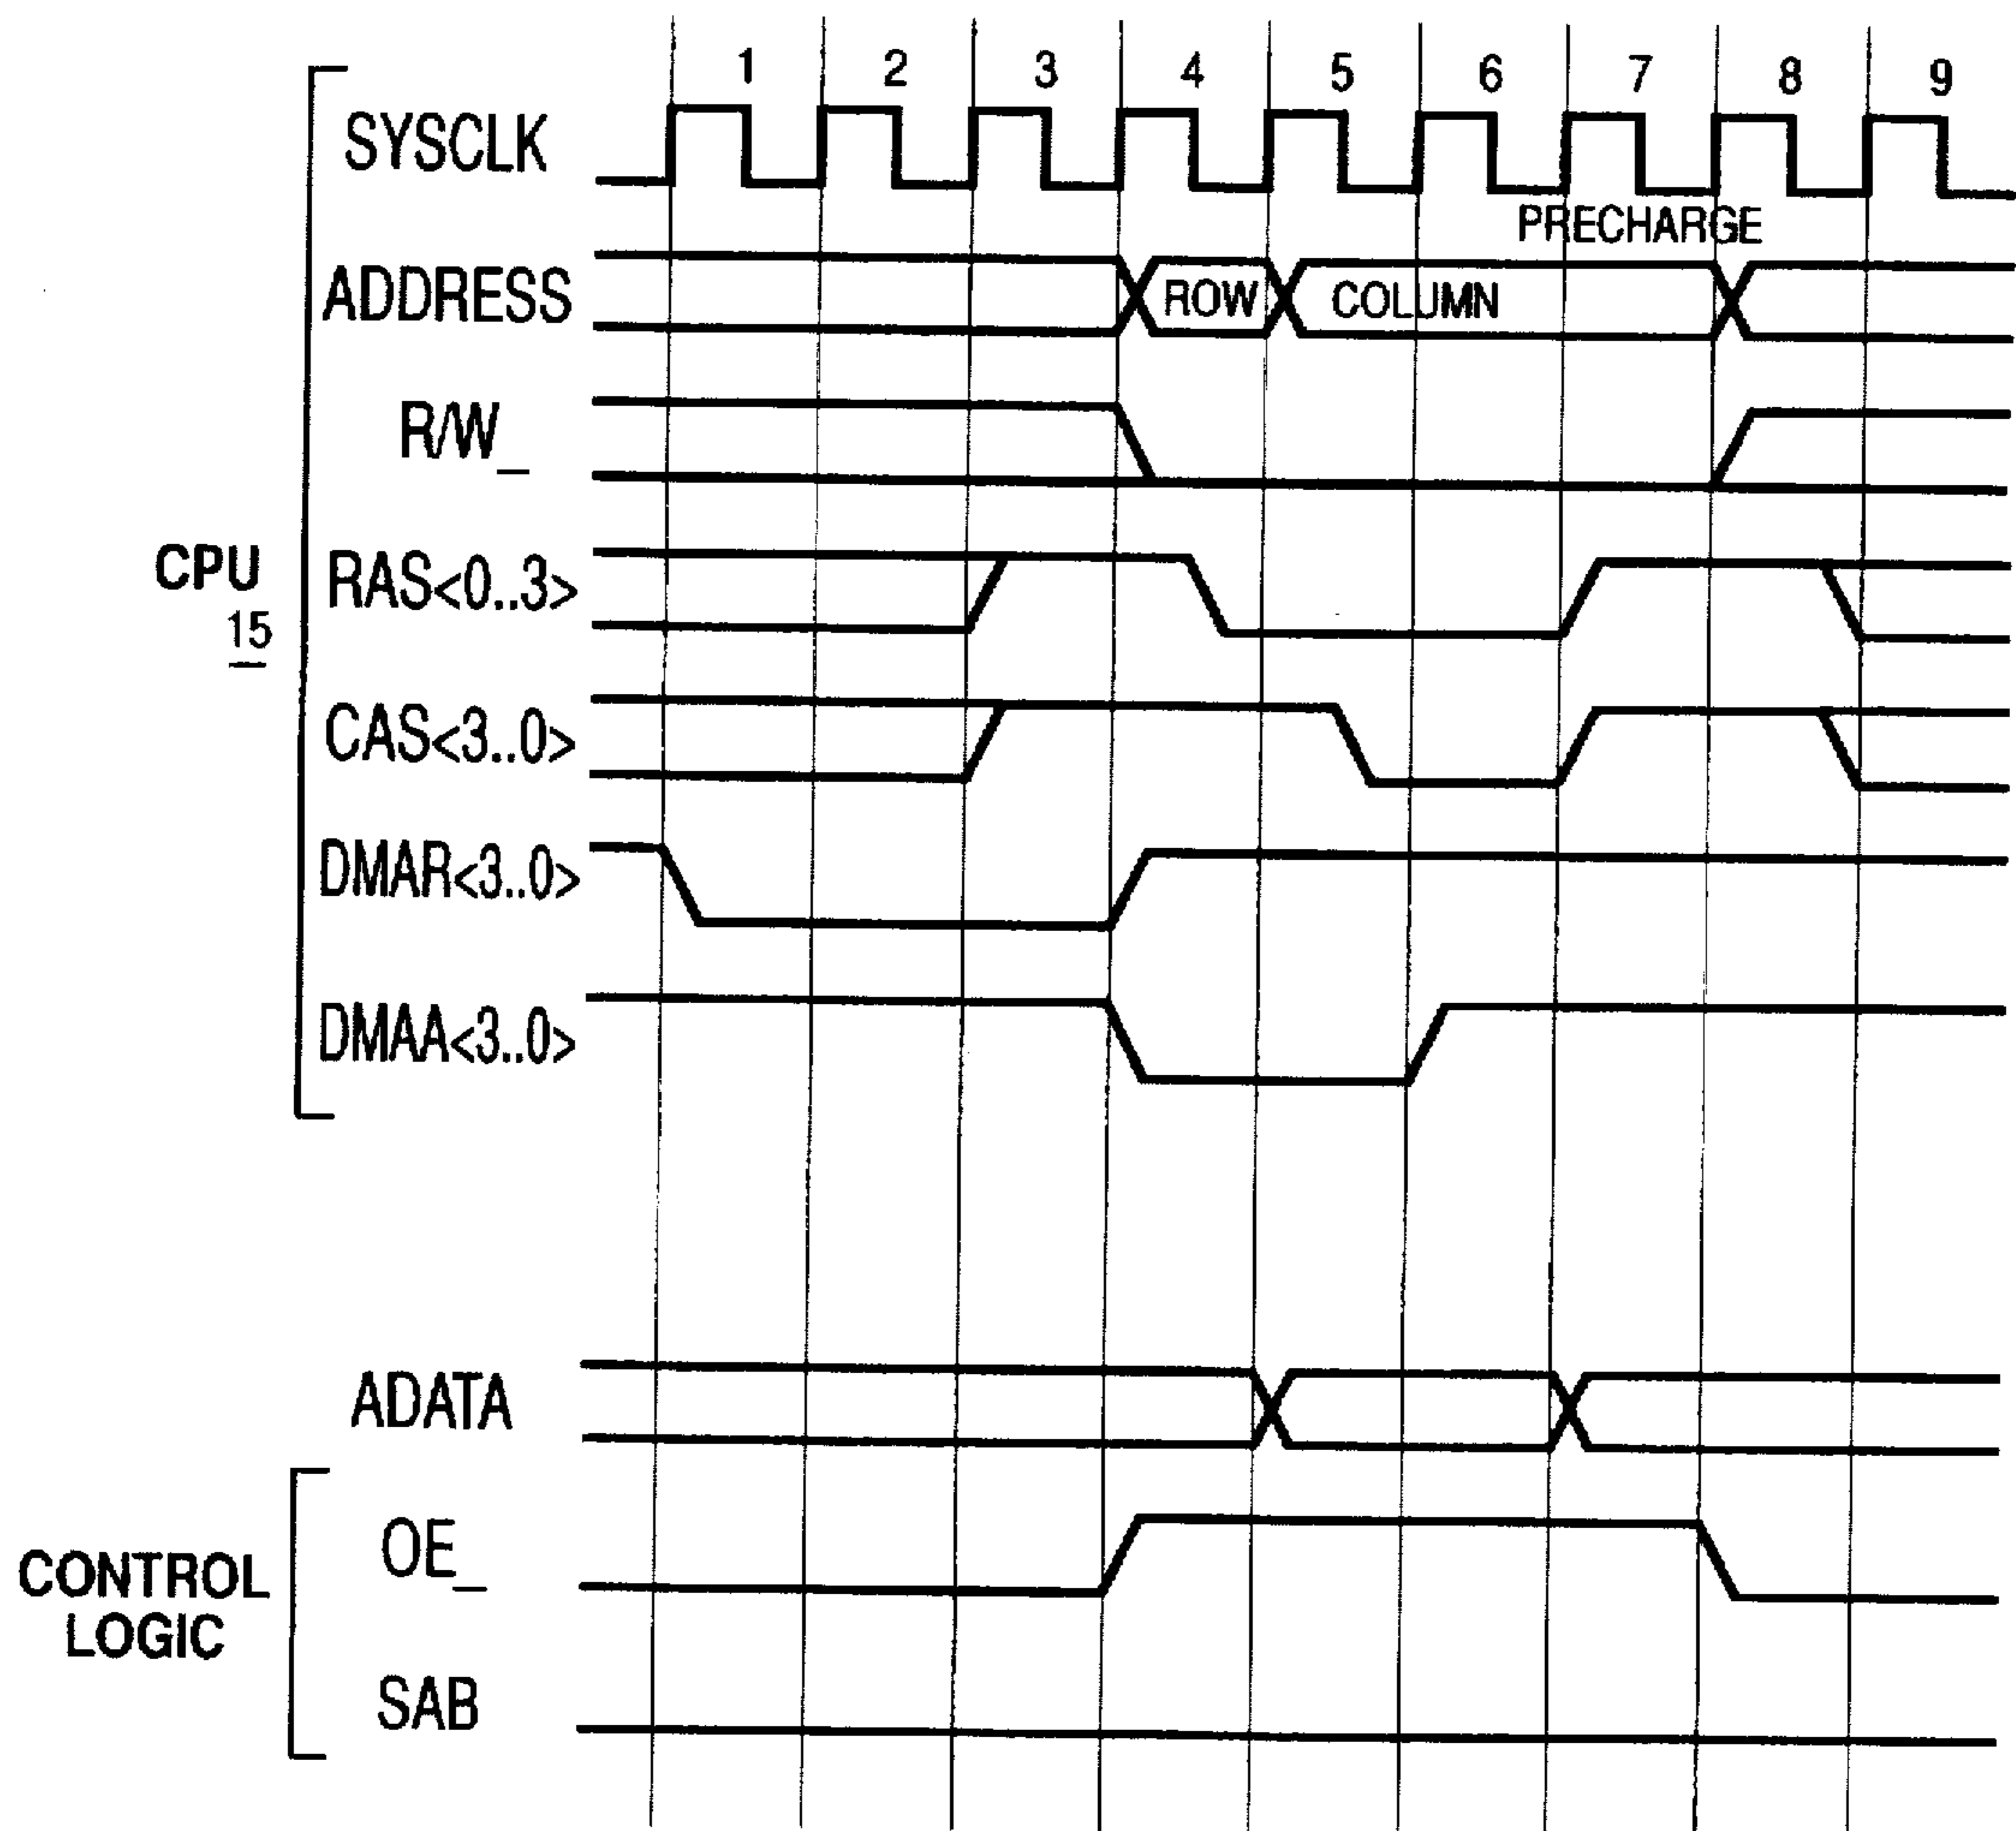 1 2 3 4 5 6 7 8 9
SYSCLK
PRECHARGE
ADDRESS
ROW
COLUMN
R/W_
CPU
15
RAS<0..3>
CAS<3..0>
DMAR<3..0>
DMAA<3..0>
ADATA
CONTROL
LOGIC
OE_
SAB